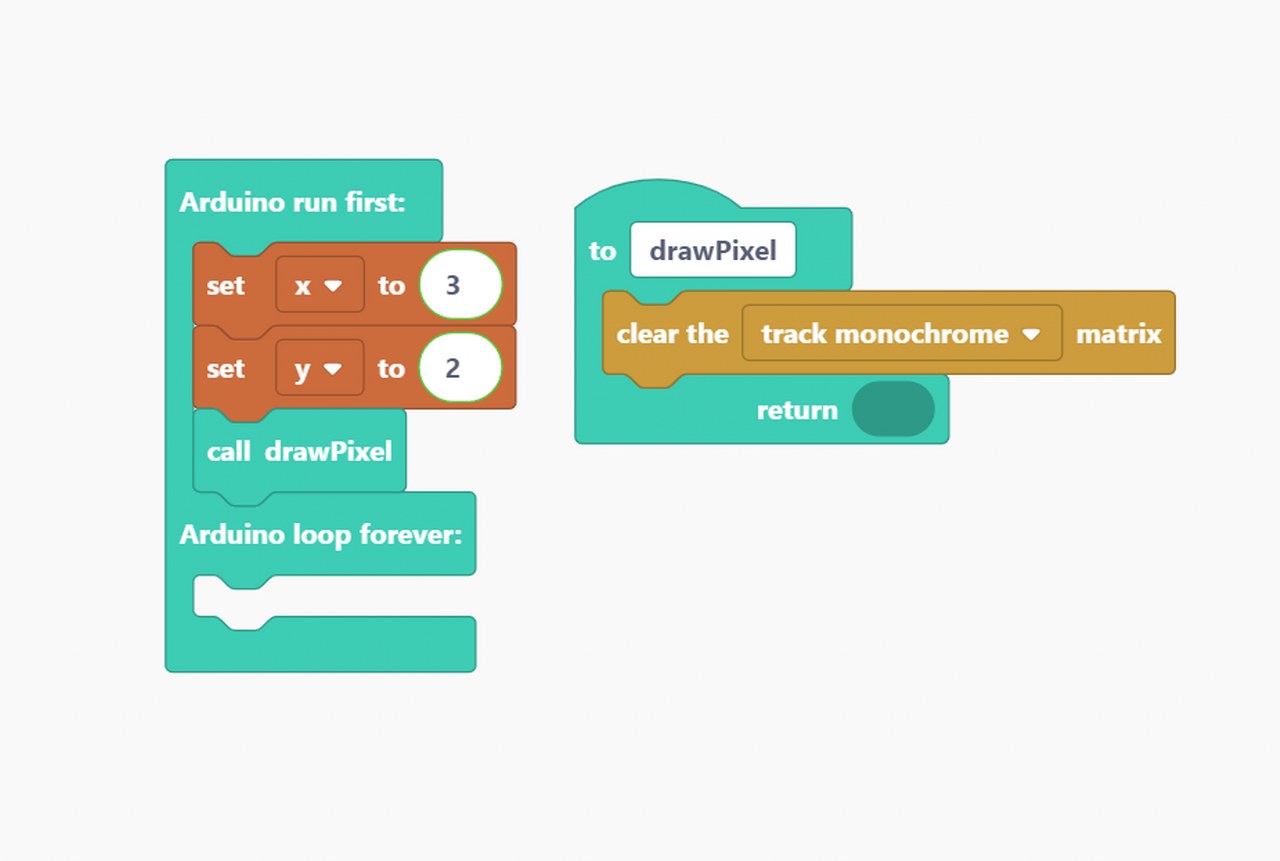 Arduino run first:
set x to 3
set y to 2
call drawPixel
Arduino loop forever:
to drawPixel
clear the track monochrome matrix
return